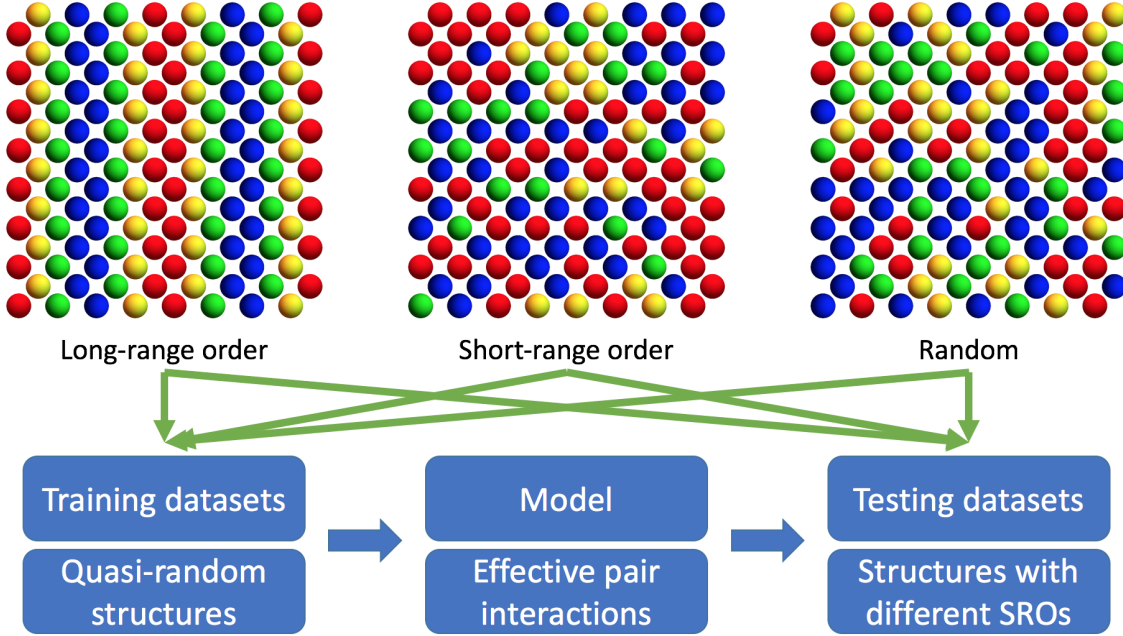 Long-range order
Short-range order
Random
Training datasets
Model
Testing datasets
Quasi-random
structures
Effective pair
interactions
Structures with
different SROs